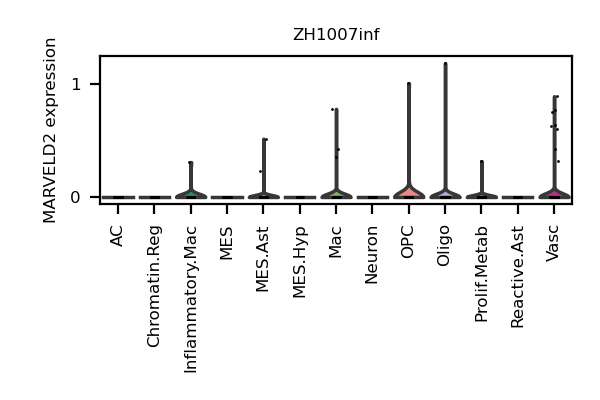 ZH1007inf
MARVELD2 expression
1
0
AC
Chromatin.Reg
Inflammatory.Mac
MES
MES.Ast
MES.Hyp
Mac
Neuron
OPC
Oligo
Prolif.Metab
Reactive.Ast
Vasc